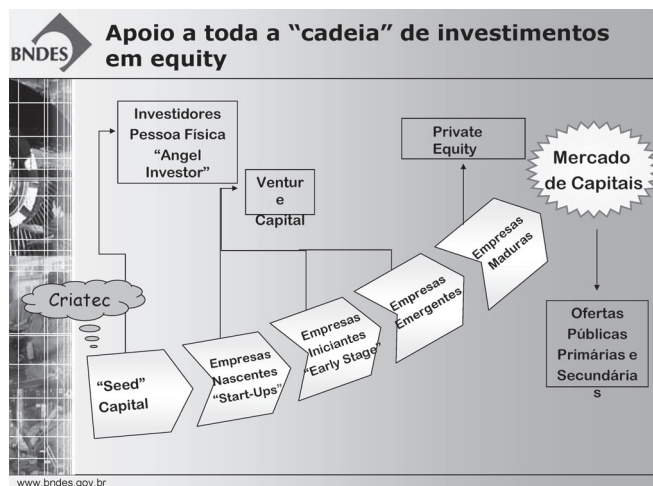 BNDES
Apoio a toda a “cadeia” de investimentos
em equity
Investidores
Pessoa Física
“Angel
Investor”
Ventur
e
Capital
Private
Equity
Mercado
de Capitais
Criatec
“Seed”
Capital
Empresas
Nascentes
“Start-Ups”
Empresas
Iniciantes
“Early Stage”
Empresas
Emergentes
Empresas
Maduras
Ofertas
Públicas
Primárias e
Secundária
s
www.bndes.gov.br